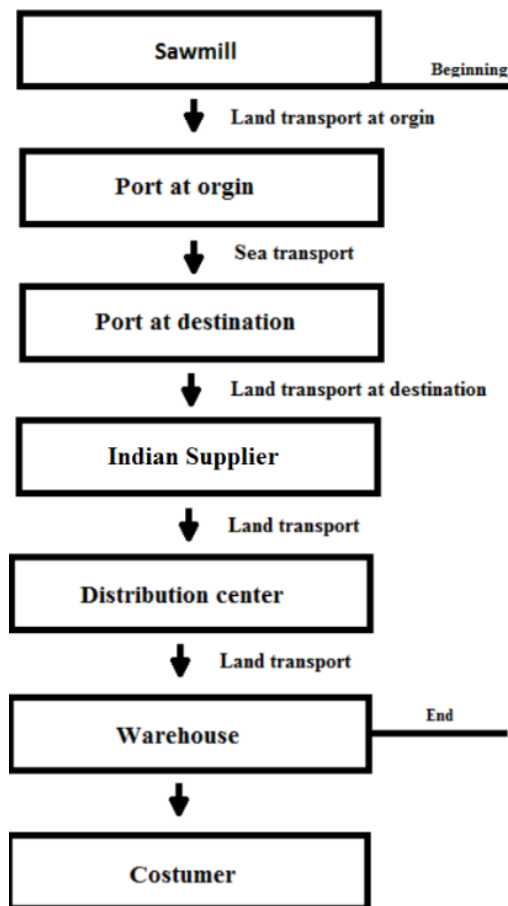 Sawmill
Beginning
Land transport at orgin
Port at orgin
Sea transport
Port at destination
Land transport at destination
Indian Supplier
Land transport
Distribution center
Land transport
Warehouse
End
Costumer